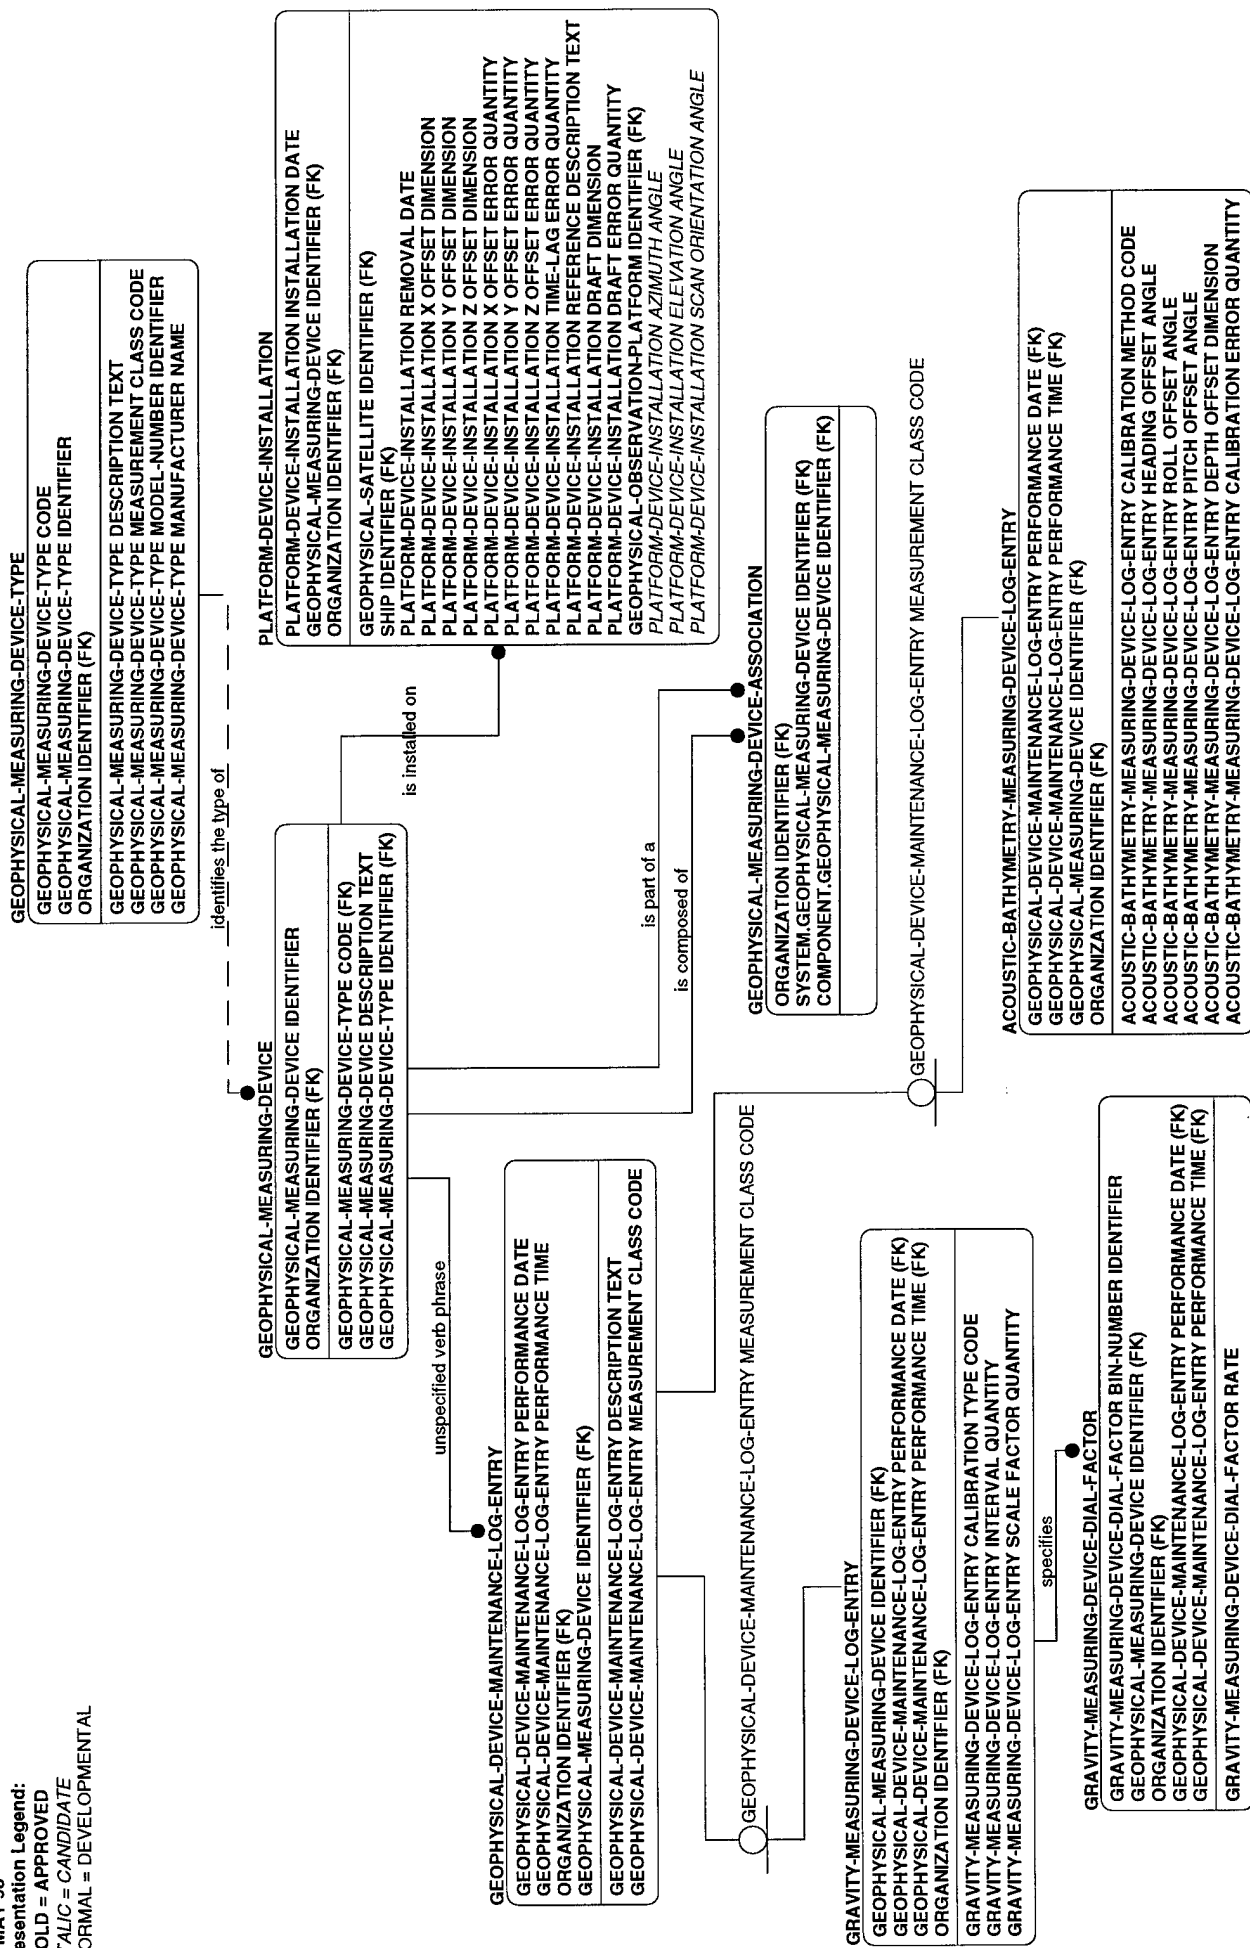 MAY
esentation Legend:
OLD = APPROVED
TALIC = CANDIDATE
ORMAL = DEVELOPMENTAL
GEOPHYSICAL-MEASURING-DEVICE-TYPE
GEOPHYSICAL-MEASURING-DEVICE-TYPE CODE
GEOPHYSICAL-MEASURING-DEVICE-TYPE IDENTIFIER
ORGANIZATION IDENTIFIER (FK)
GEOPHYSICAL-MEASURING-DEVICE-TYPE DESCRIPTION TEXT
GEOPHYSICAL-MEASURING-DEVICE-TYPE MEASUREMENT CLASS CODE
GEOPHYSICAL-MEASURING-DEVICE-TYPE MODEL-NUMBER IDENTIFIER
GEOPHYSICAL-MEASURING-DEVICE-TYPE MANUFACTURER NAME
identifies the type of
GEOPHYSICAL-MEASURING-DEVICE
GEOPHYSICAL-MEASURING-DEVICE IDENTIFIER
ORGANIZATION IDENTIFIER (FK)
GEOPHYSICAL-MEASURING-DEVICE-TYPE CODE (FK)
GEOPHYSICAL-MEASURING-DEVICE DESCRIPTION TEXT
GEOPHYSICAL-MEASURING-DEVICE-TYPE IDENTIFIER (FK)
is installed on
PLATFORM-DEVICE-INSTALLATION
PLATFORM-DEVICE-INSTALLATION INSTALLATION DATE
GEOPHYSICAL-MEASURING-DEVICE IDENTIFIER (FK)
ORGANIZATION IDENTIFIER (FK)
GEOPHYSICAL-SATELLITE IDENTIFIER (FK)
SHIP IDENTIFIER (FK)
PLATFORM-DEVICE-INSTALLATION REMOVAL DATE
PLATFORM-DEVICE-INSTALLATION X OFFSET DIMENSION
PLATFORM-DEVICE-INSTALLATION Y OFFSET DIMENSION
PLATFORM-DEVICE-INSTALLATION Z OFFSET DIMENSION
PLATFORM-DEVICE-INSTALLATION X OFFSET ERROR QUANTITY
PLATFORM-DEVICE-INSTALLATION Y OFFSET ERROR QUANTITY
PLATFORM-DEVICE-INSTALLATION Z OFFSET ERROR QUANTITY
PLATFORM-DEVICE-INSTALLATION TIME-LAG ERROR QUANTITY
PLATFORM-DEVICE-INSTALLATION REFERENCE DESCRIPTION TEXT
PLATFORM-DEVICE-INSTALLATION DRAFT DIMENSION
PLATFORM-DEVICE-INSTALLATION DRAFT ERROR QUANTITY
GEOPHYSICAL-OBSERVATION-PLATFORM IDENTIFIER (FK)
PLATFORM-DEVICE-INSTALLATION AZIMUTH ANGLE
PLATFORM-DEVICE-INSTALLATION ELEVATION ANGLE
PLATFORM-DEVICE-INSTALLATION SCAN ORIENTATION ANGLE
unspecified verb phrase
is part of a
is composed of
GEOPHYSICAL-DEVICE-MAINTENANCE-LOG-ENTRY
GEOPHYSICAL-DEVICE-MAINTENANCE-LOG-ENTRY PERFORMANCE DATE
GEOPHYSICAL-DEVICE-MAINTENANCE-LOG-ENTRY PERFORMANCE TIME
ORGANIZATION IDENTIFIER (FK)
GEOPHYSICAL-MEASURING-DEVICE IDENTIFIER (FK)
GEOPHYSICAL-DEVICE-MAINTENANCE-LOG-ENTRY DESCRIPTION TEXT
GEOPHYSICAL-DEVICE-MAINTENANCE-LOG-ENTRY MEASUREMENT CLASS CODE
GEOPHYSICAL-MEASURING-DEVICE-ASSOCIATION
ORGANIZATION IDENTIFIER (FK)
SYSTEM.GEOPHYSICAL-MEASURING-DEVICE IDENTIFIER (FK)
COMPONENT.GEOPHYSICAL-MEASURING-DEVICE IDENTIFIER (FK)
GEOPHYSICAL-DEVICE-MAINTENANCE-LOG-ENTRY MEASUREMENT CLASS CODE
GEOPHYSICAL-DEVICE-MAINTENANCE-LOG-ENTRY MEASUREMENT CLASS CODE
GRAVITY-MEASURING-DEVICE-LOG-ENTRY
GEOPHYSICAL-MEASURING-DEVICE IDENTIFIER (FK)
GEOPHYSICAL-DEVICE-MAINTENANCE-LOG-ENTRY PERFORMANCE DATE (FK)
GEOPHYSICAL-DEVICE-MAINTENANCE-LOG-ENTRY PERFORMANCE TIME (FK)
ORGANIZATION IDENTIFIER (FK)
GRAVITY-MEASURING-DEVICE-LOG-ENTRY CALIBRATION TYPE CODE
GRAVITY-MEASURING-DEVICE-LOG-ENTRY INTERVAL QUANTITY
GRAVITY-MEASURING-DEVICE-LOG-ENTRY SCALE FACTOR QUANTITY
specifies
ACOUSTIC-BATHYMETRY-MEASURING-DEVICE-LOG-ENTRY
GEOPHYSICAL-DEVICE-MAINTENANCE-LOG-ENTRY PERFORMANCE DATE (FK)
GEOPHYSICAL-DEVICE-MAINTENANCE-LOG-ENTRY PERFORMANCE TIME (FK)
GEOPHYSICAL-MEASURING-DEVICE IDENTIFIER (FK)
ORGANIZATION IDENTIFIER (FK)
ACOUSTIC-BATHYMETRY-MEASURING-DEVICE-LOG-ENTRY CALIBRATION METHOD CODE
ACOUSTIC-BATHYMETRY-MEASURING-DEVICE-LOG-ENTRY HEADING OFFSET ANGLE
ACOUSTIC-BATHYMETRY-MEASURING-DEVICE-LOG-ENTRY ROLL OFFSET ANGLE
ACOUSTIC-BATHYMETRY-MEASURING-DEVICE-LOG-ENTRY PITCH OFFSET ANGLE
ACOUSTIC-BATHYMETRY-MEASURING-DEVICE-LOG-ENTRY DEPTH OFFSET DIMENSION
ACOUSTIC-BATHYMETRY-MEASURING-DEVICE-LOG-ENTRY CALIBRATION ERROR QUANTITY
GRAVITY-MEASURING-DEVICE-DIAL-FACTOR
GRAVITY-MEASURING-DEVICE-DIAL-FACTOR BIN-NUMBER IDENTIFIER
GEOPHYSICAL-MEASURING-DEVICE IDENTIFIER (FK)
ORGANIZATION IDENTIFIER (FK)
GEOPHYSICAL-DEVICE-MAINTENANCE-LOG-ENTRY PERFORMANCE DATE (FK)
GEOPHYSICAL-DEVICE-MAINTENANCE-LOG-ENTRY PERFORMANCE TIME (FK)
GRAVITY-MEASURING-DEVICE-DIAL-FACTOR RATE